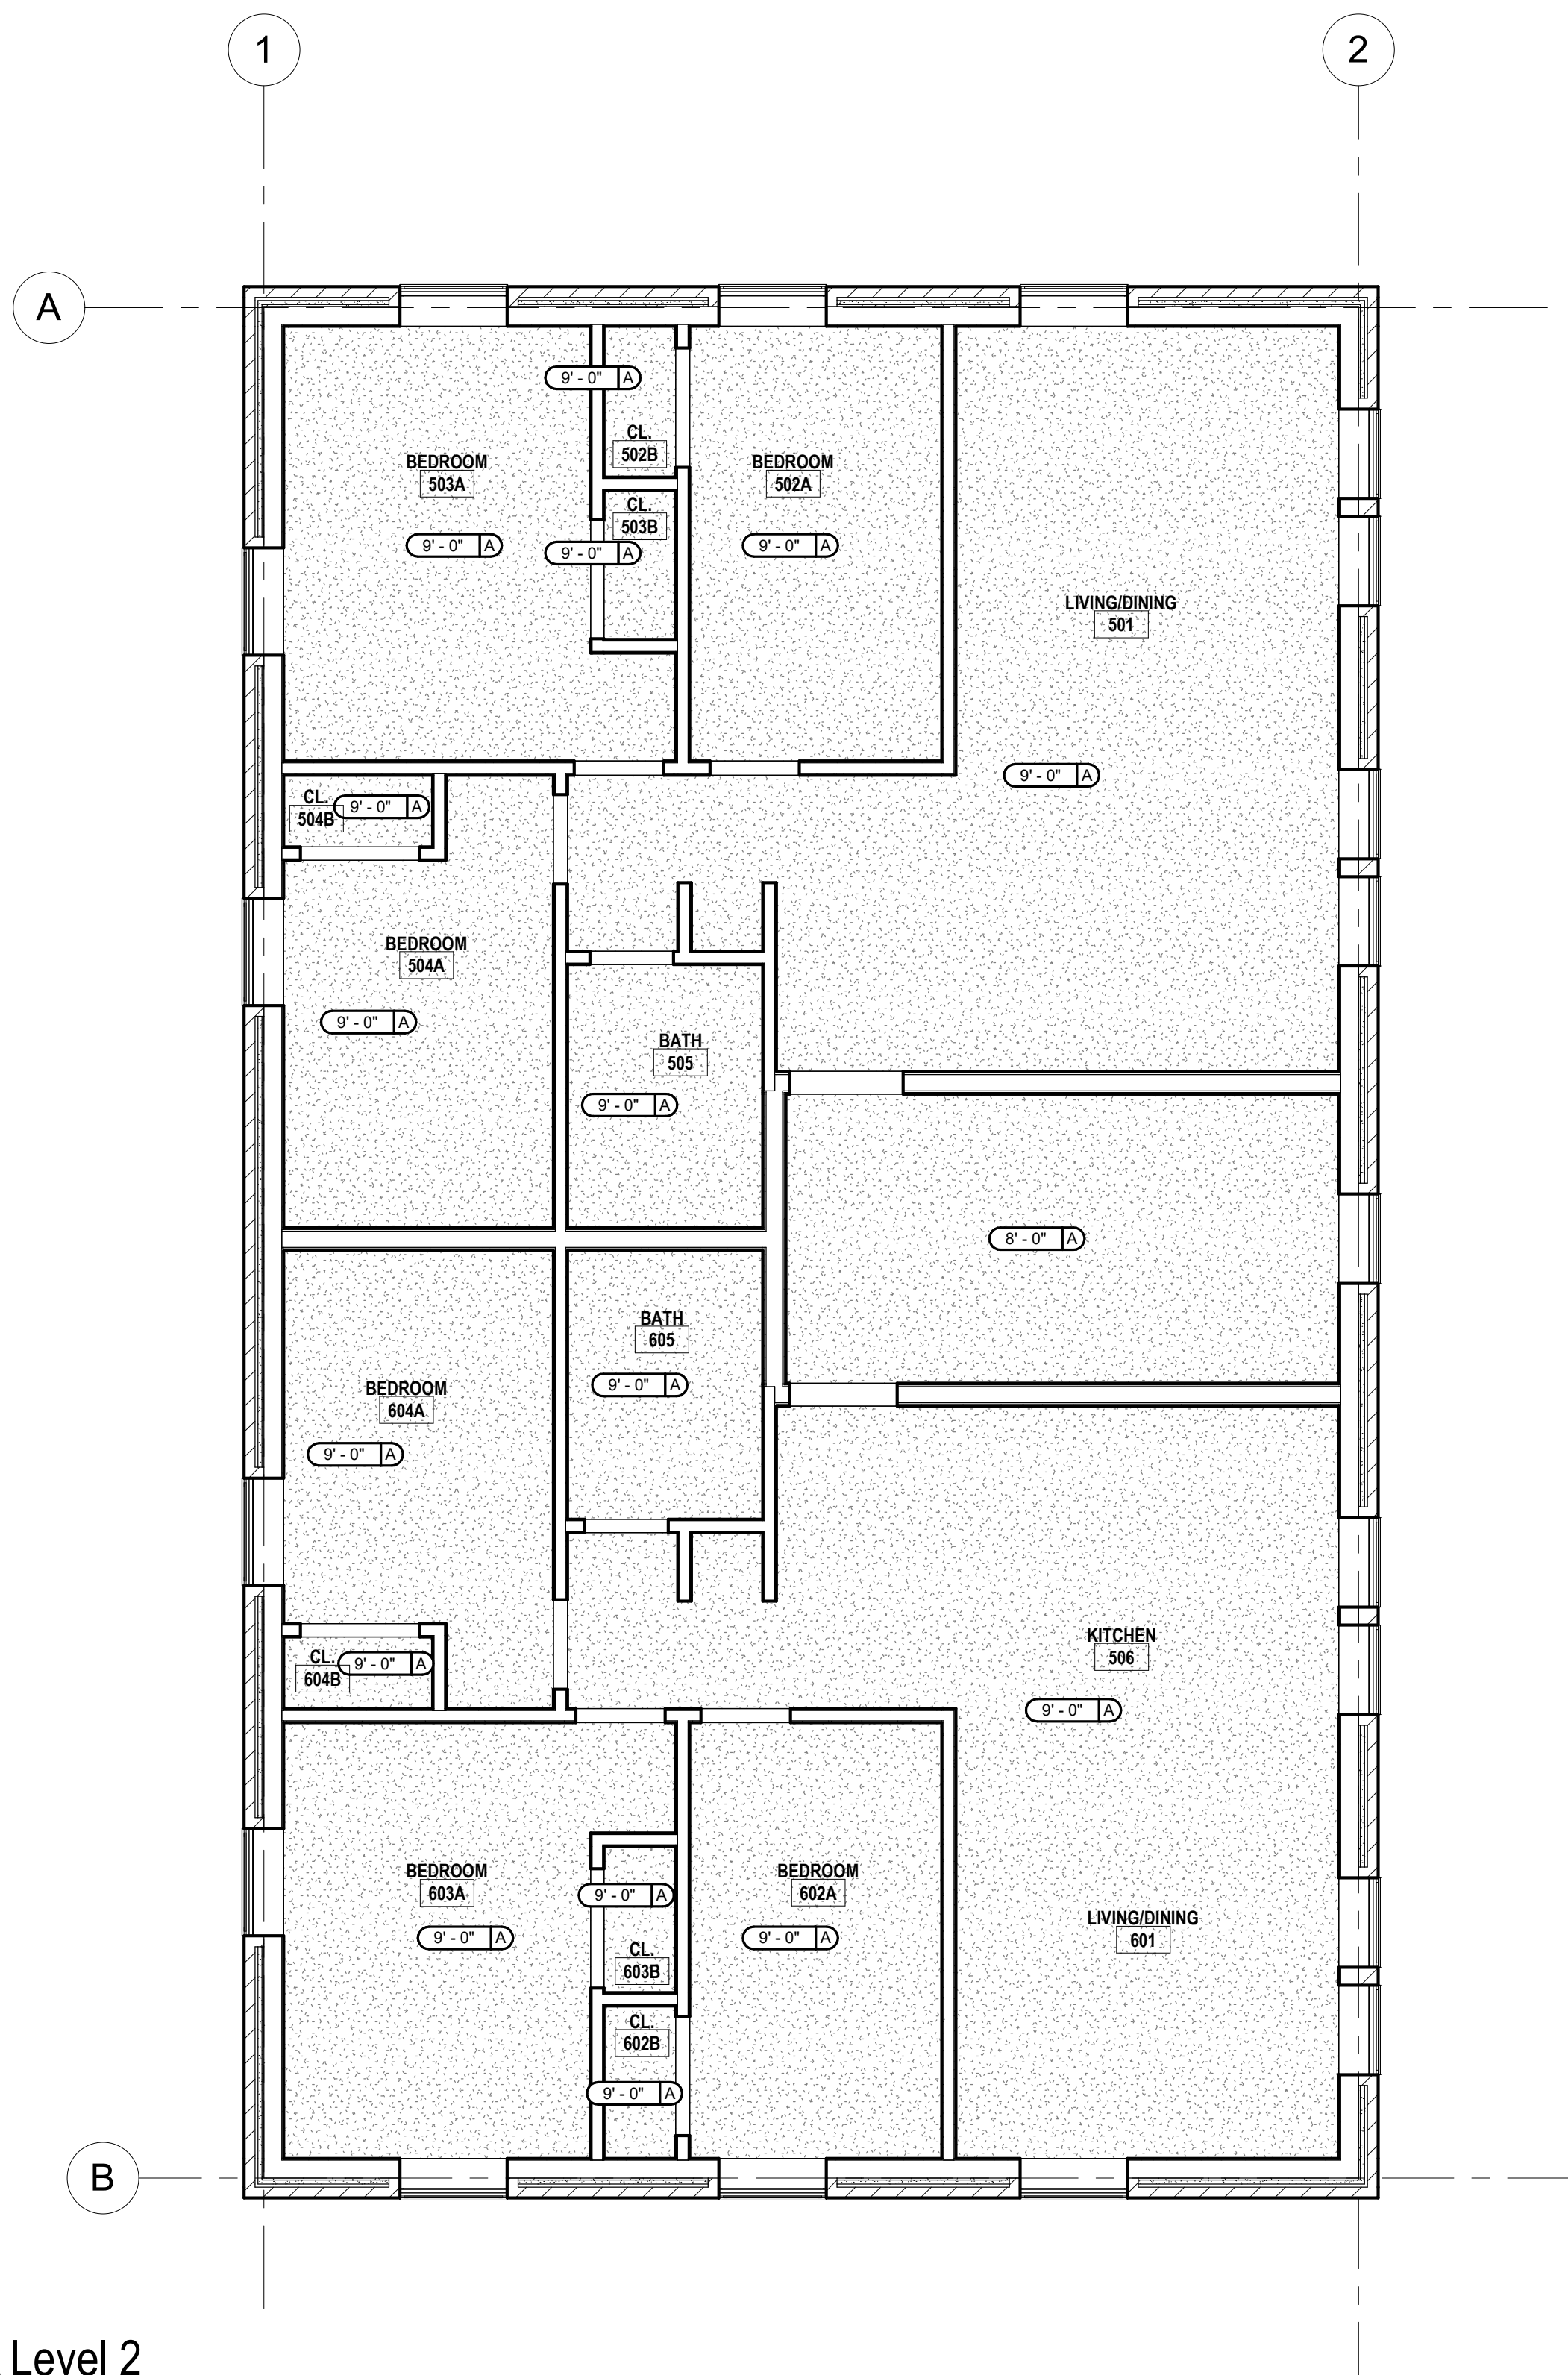 1
2
A
9' - 0" A
CL.
502B
BEDROOM
503A
BEDROOM
502A
CL.
503B
9' - 0" A
9' - 0" A
9' - 0" A
LIVING/DINING
501
9' - 0" A
CL.
504B
9' - 0" A
BEDROOM
504A
9' - 0" A
BATH
505
9' - 0" A
8' - 0" A
BATH
605
9' - 0" A
BEDROOM
604A
9' - 0" A
KITCHEN
506
CL.
604B
9' - 0" A
9' - 0" A
BEDROOM
603A
9' - 0" A
BEDROOM
602A
9' - 0" A
9' - 0" A
LIVING/DINING
601
CL.
603B
CL.
602B
9' - 0" A
B
Level 2